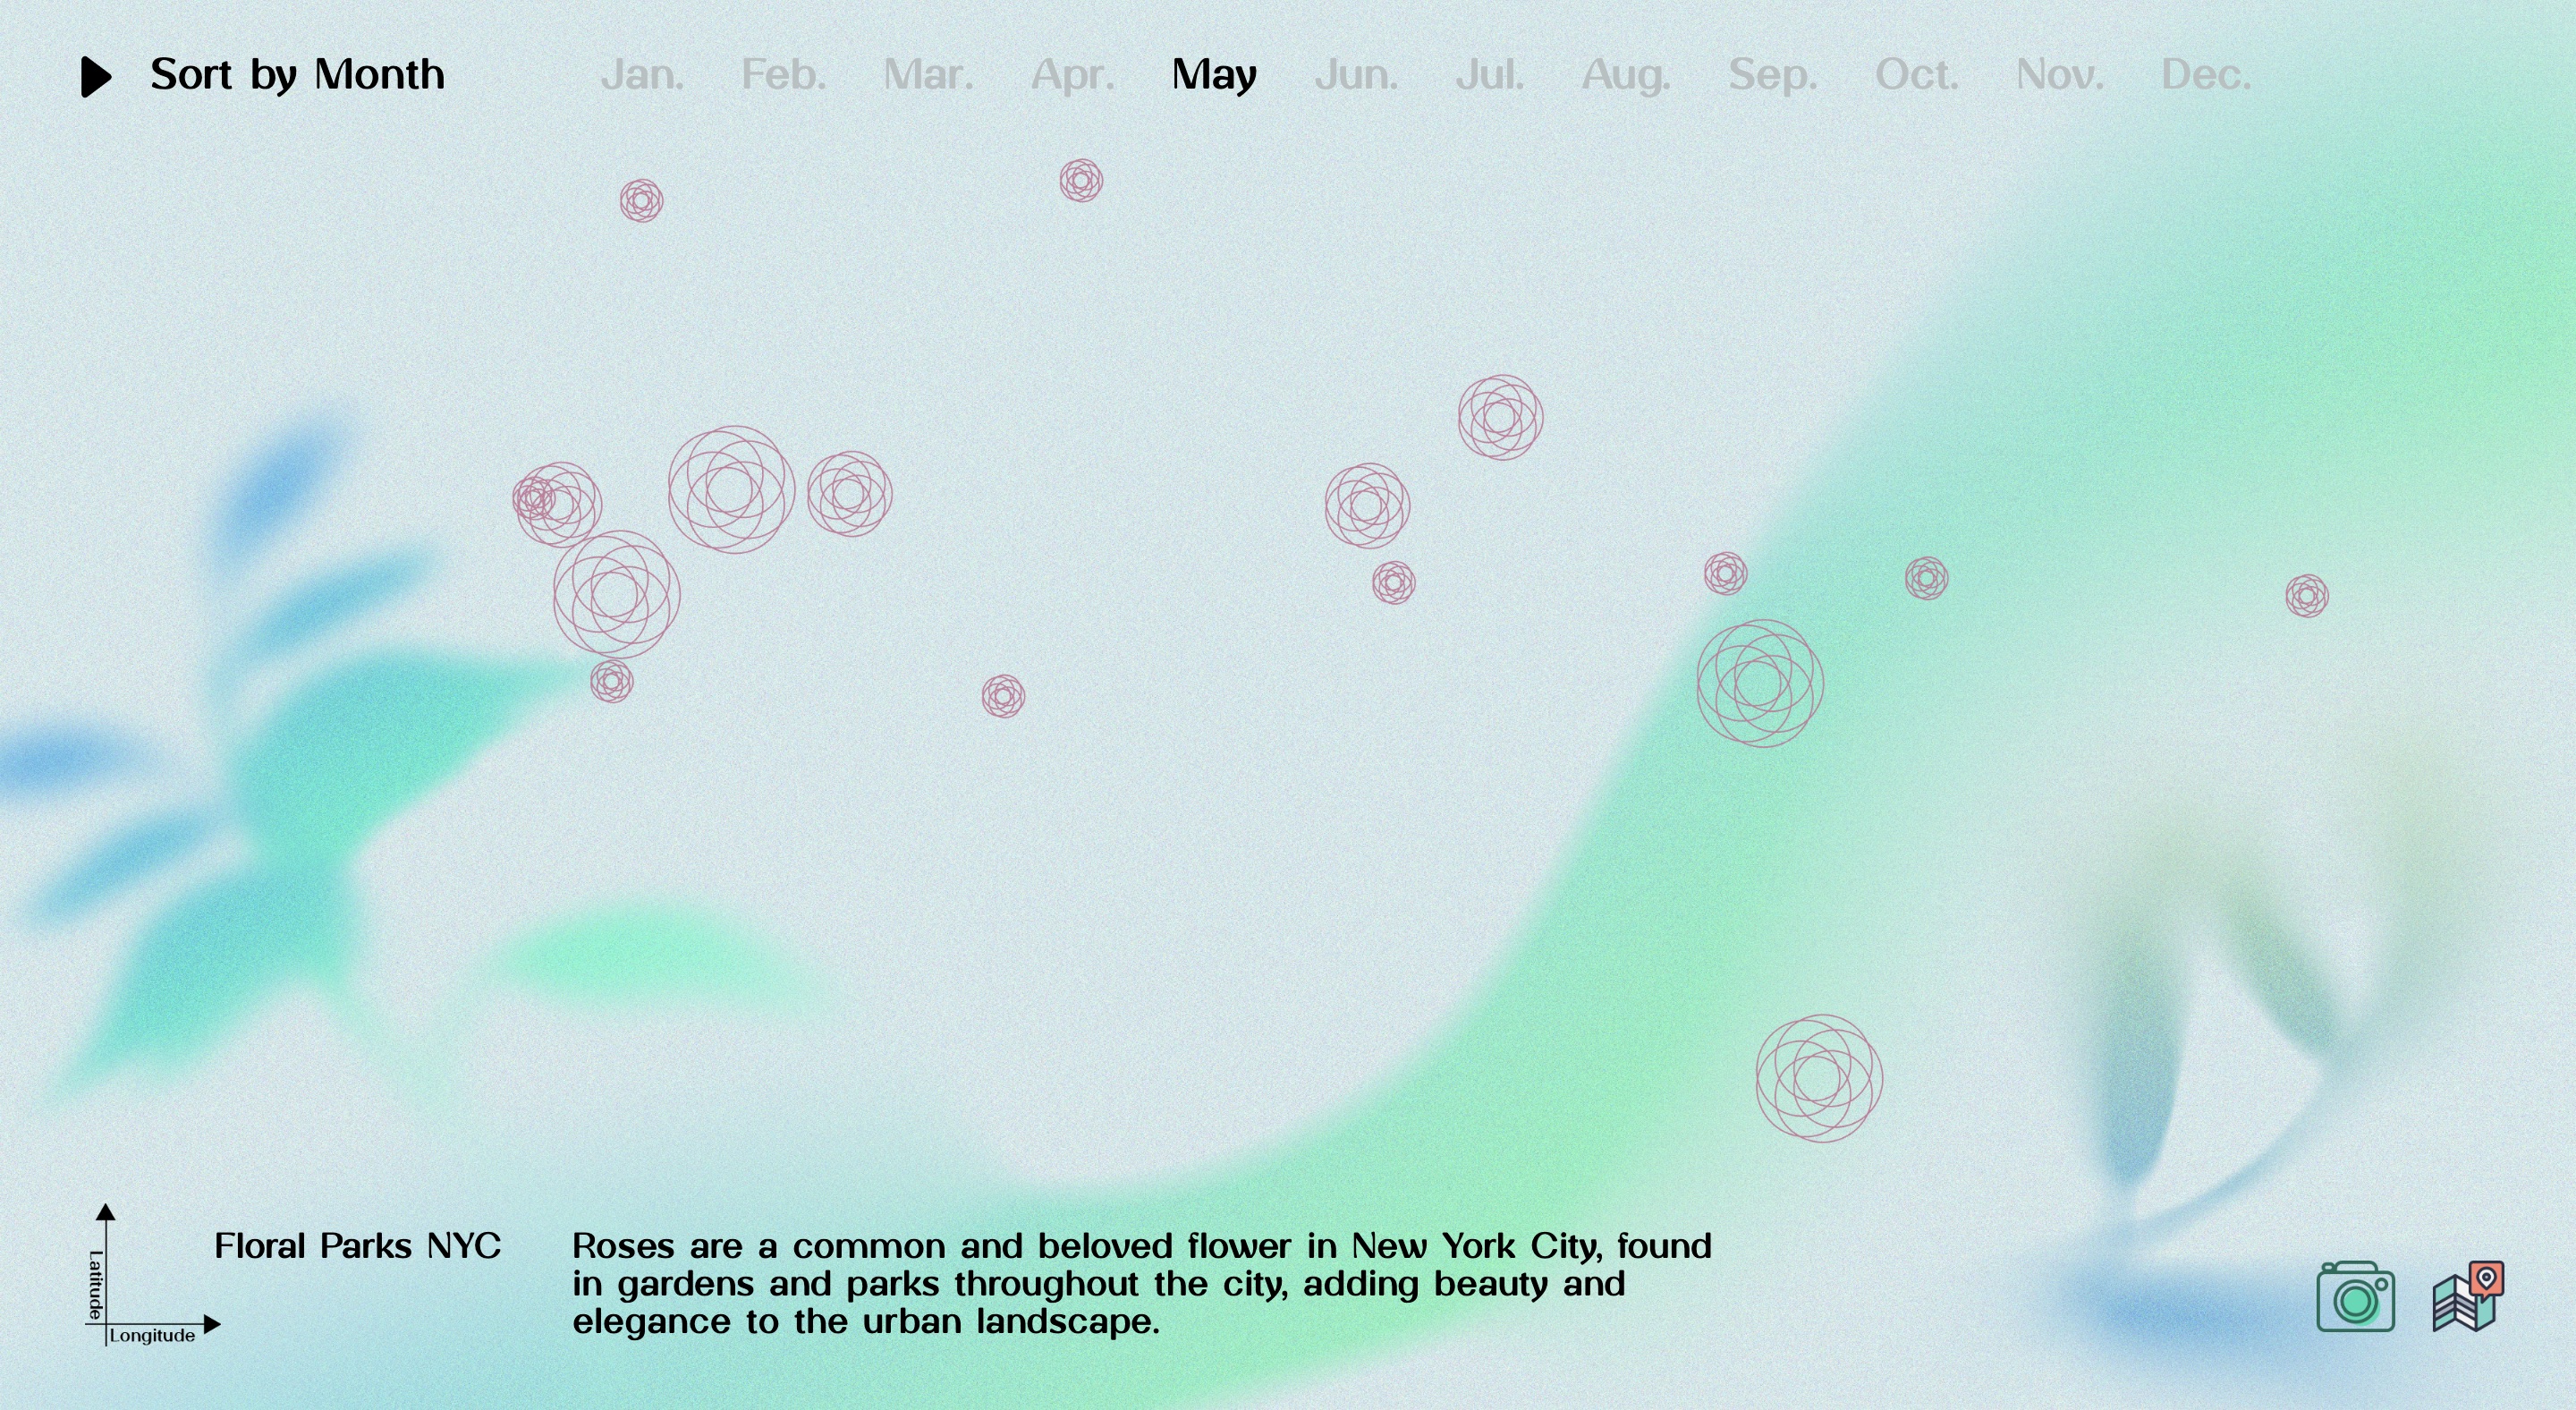 Sort by Month
Jan. Feb. Mar. Apr. May Jun. Jul. Aug. Sep. Oct. Nov. Dec.
Latitude
Longitude
Floral Parks NYC
Roses are a common and beloved flower in New York City, found
in gardens and parks throughout the city, adding beauty and
elegance to the urban landscape.